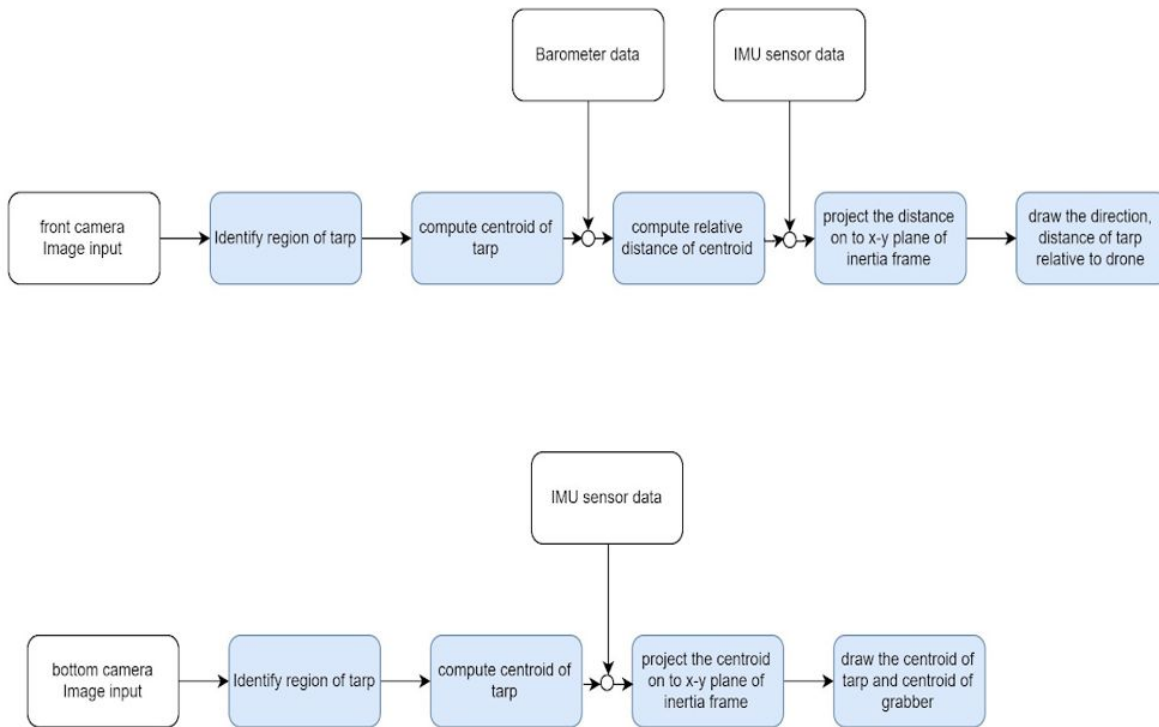 Barometer data
IMU sensor data
front camera
Image input
Identify region of tarp
compute centroid of
tarp
compute relative
distance of centroid
project the distance
on to x-y plane of
inertia frame
draw the direction,
distance of tarp
relative to drone
IMU sensor data
bottom camera
Image input
Identify region of tarp
compute centroid of
tarp
project the centroid
on to x-y plane of
inertia frame
draw the centroid of
tarp and centroid of
grabber